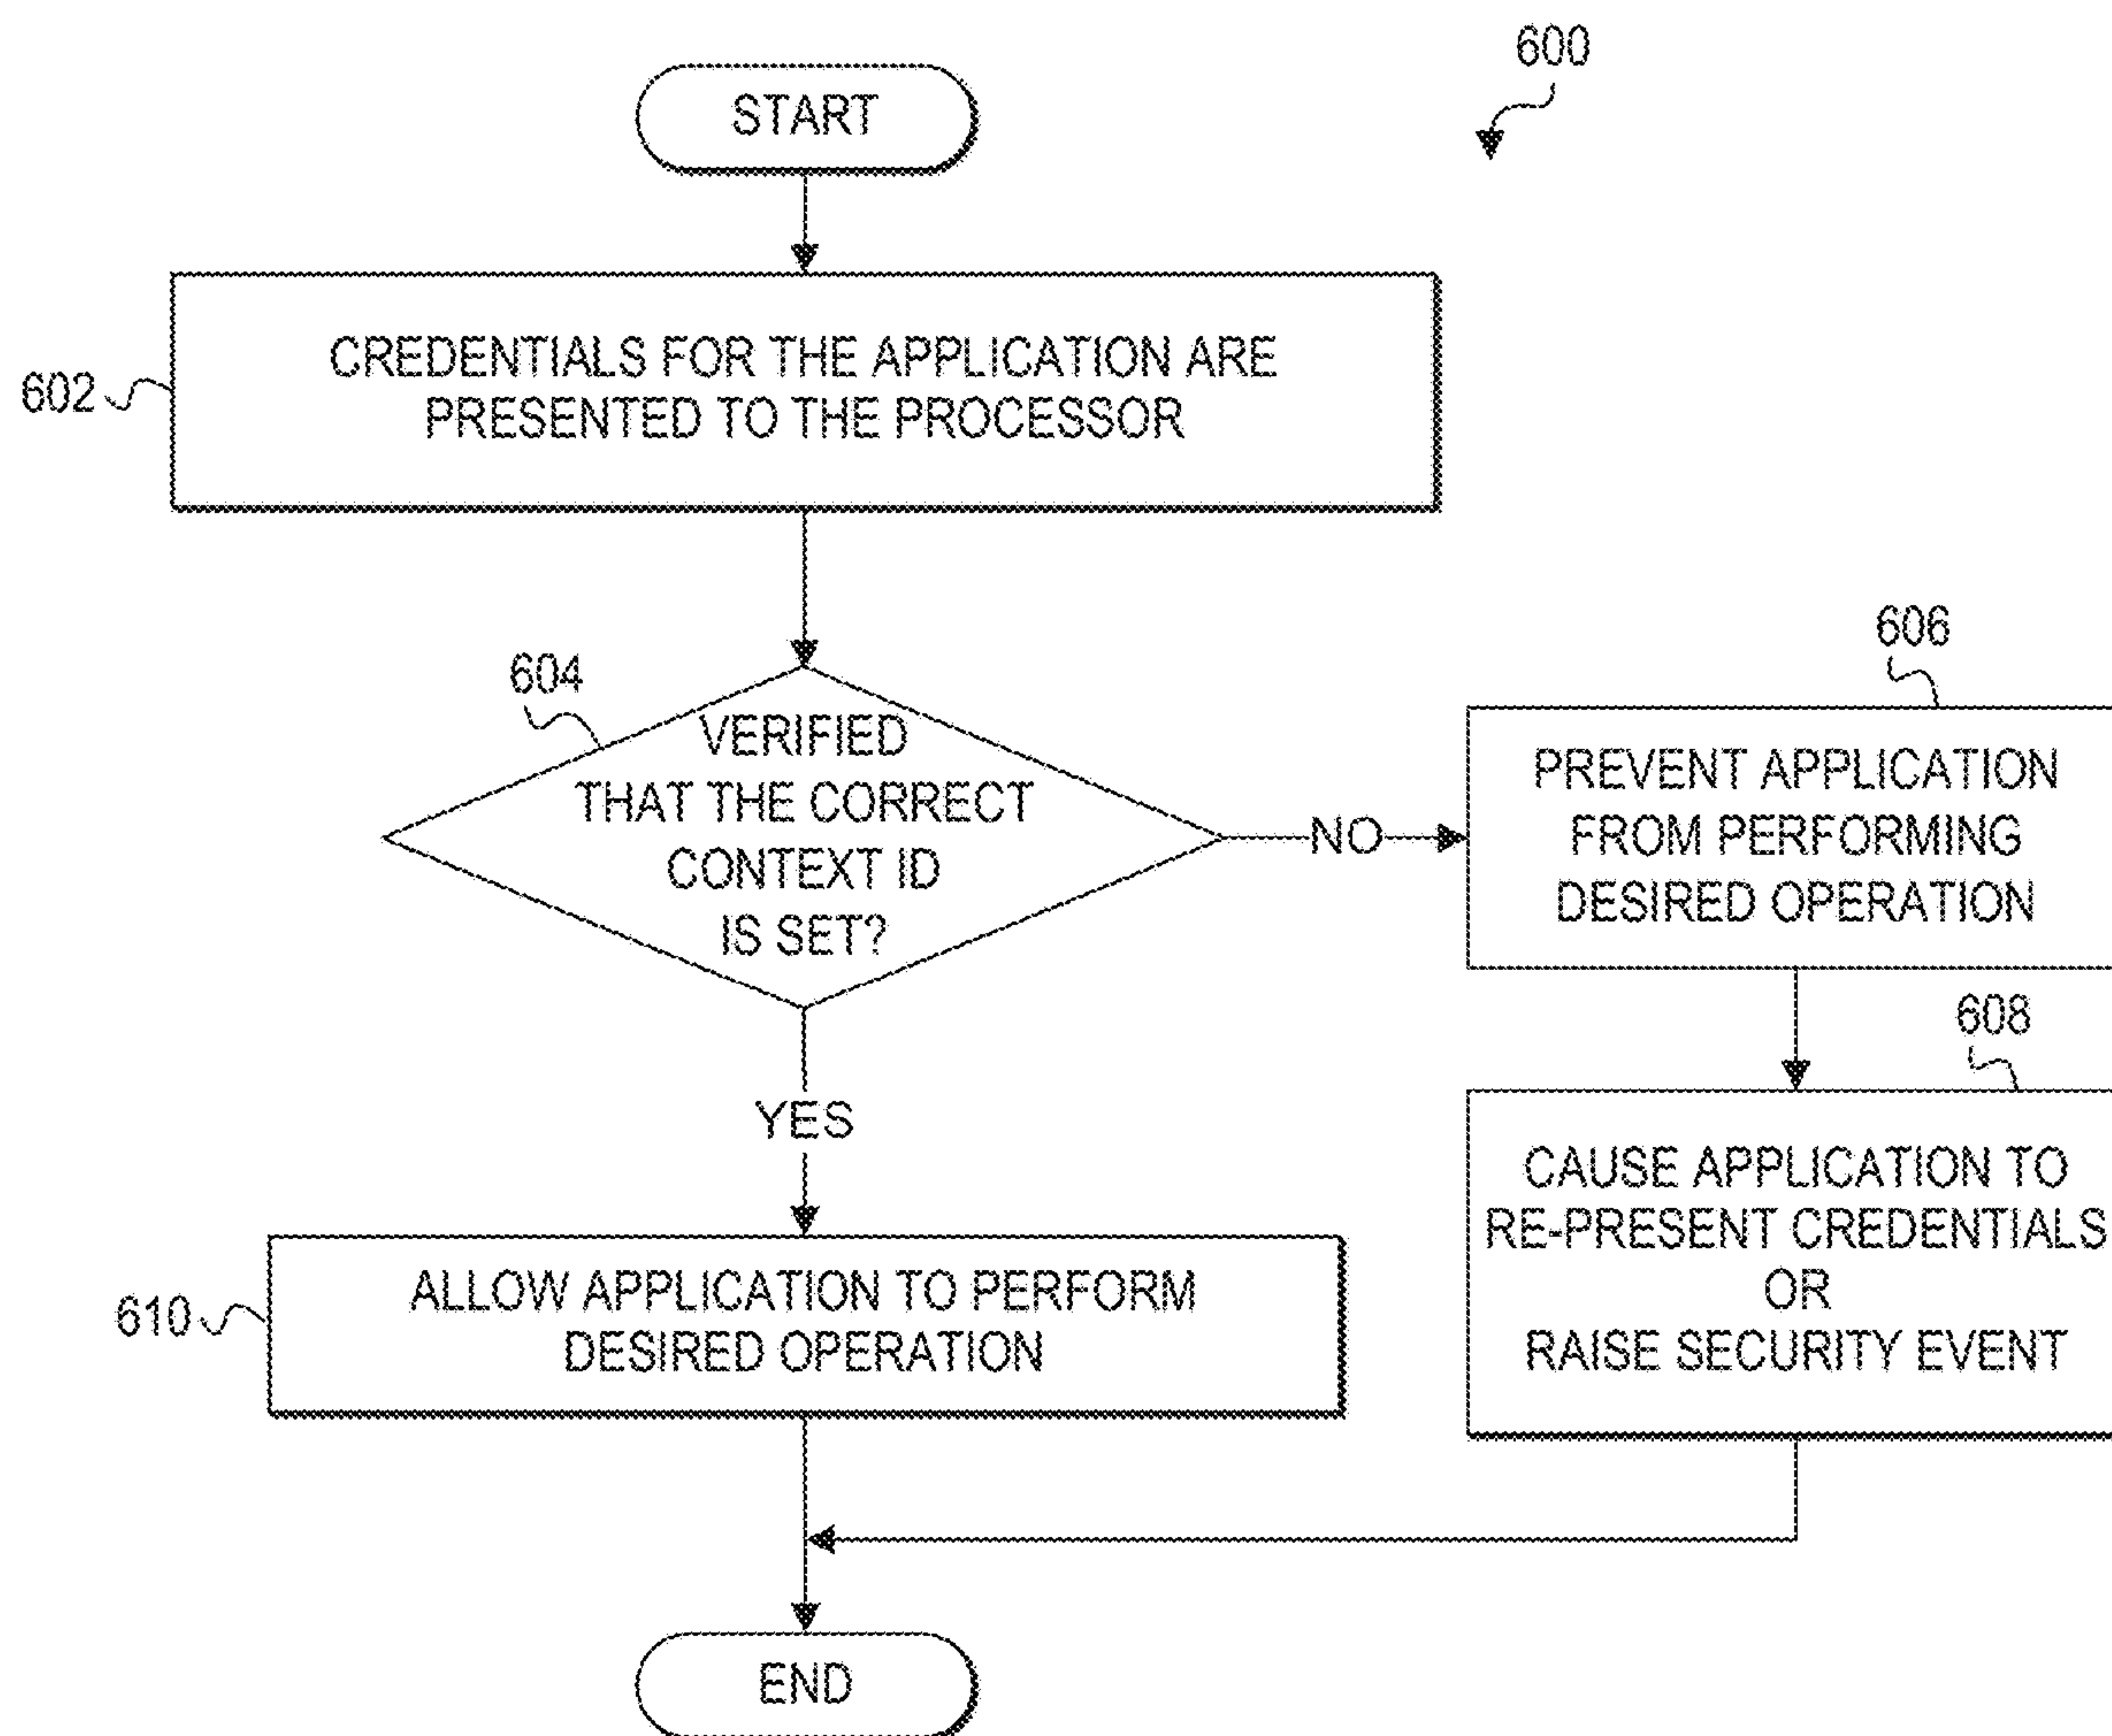 600
START
602
CREDENTIALS FOR THE APPLICATION ARE
PRESENTED TO THE PROCESSOR
604
VERIFIED
THAT THE CORRECT
CONTEXT ID
IS SET?
NO
606
PREVENT APPLICATION
FROM PERFORMING
DESIRED OPERATION
608
CAUSE APPLICATION TO
RE-PRESENT CREDENTIALS
OR
RAISE SECURITY EVENT
YES
610
ALLOW APPLICATION TO PERFORM
DESIRED OPERATION
END